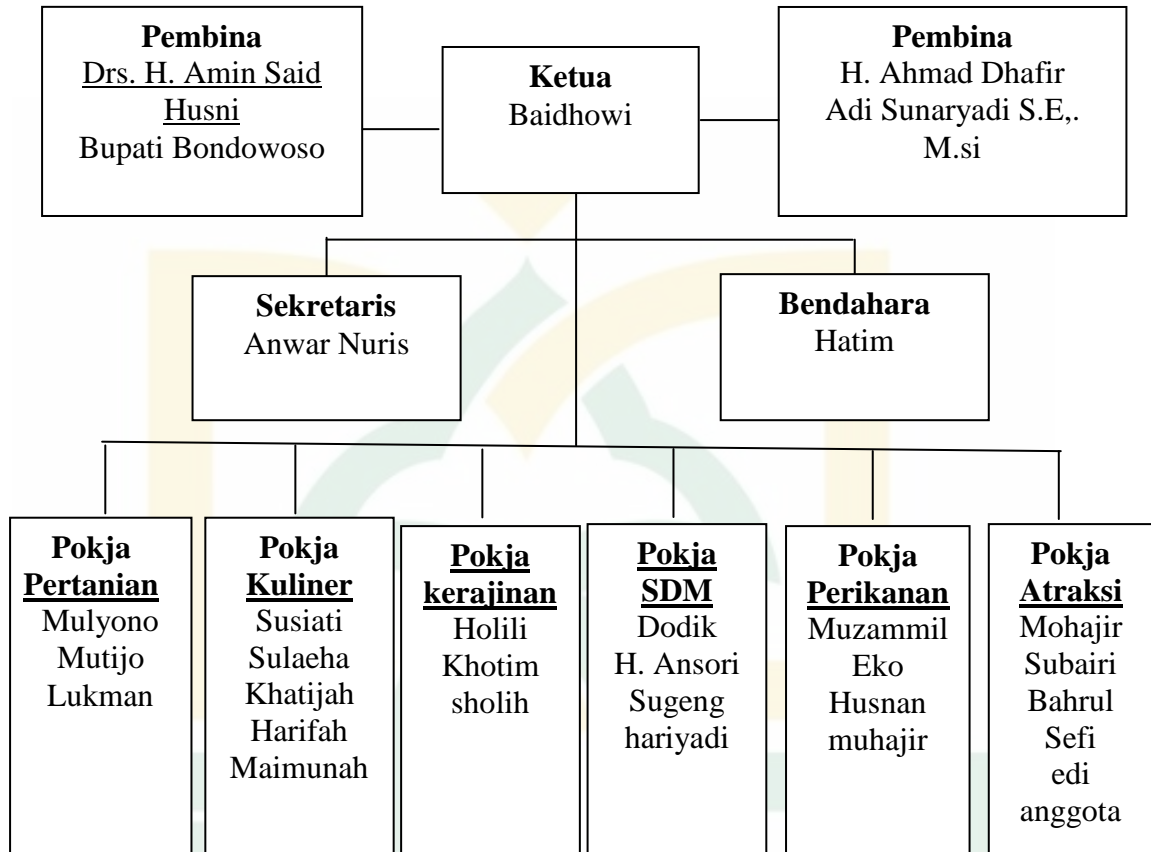 Pembina
Drs. H. Amin Said
Husni
Bupati Bondowoso
Ketua
Baidhowi
Pembina
H. Ahmad Dhafir
Adi Sunaryadi S.E,.
M.si
Sekretaris
Anwar Nuris
Bendahara
Hatim
Pokja
Pertanian
Mulyono
Mutijo
Lukman
Pokja
Kuliner
Susiati
Sulaeha
Khatijah
Harifah
Maimunah
Pokja
kerajinan
Holili
Khotim
sholih
Pokja
SDM
Dodik
H. Ansori
Sugeng
hariyadi
Pokja
Perikanan
Muzammil
Eko
Husnan
muhajir
Pokja
Atraksi
Mohajir
Subairi
Bahrul
Sefi
edi
anggota